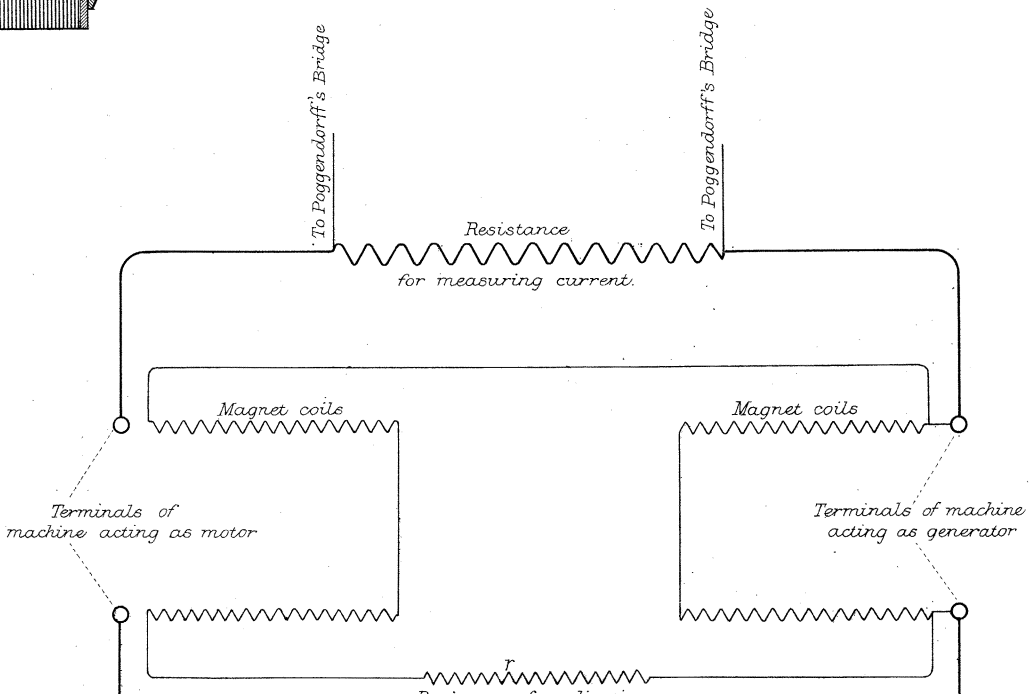 To Poggendorff's Bridge
To Poggendorff's Bridge
Resistance
for measuring current.
Magnet coils
Magnet coils
Terminals of
machine acting as motor
Terminals of machine
acting as generator
r